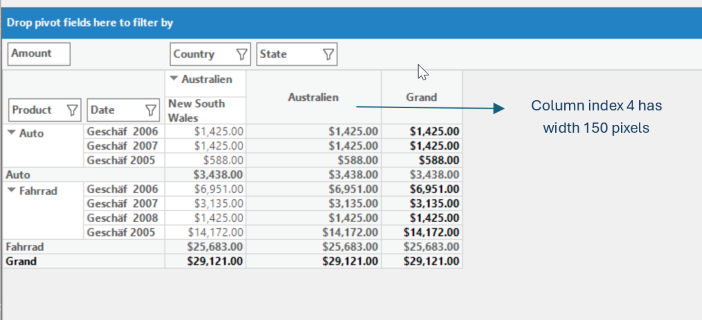 Drop pivot fields here to filter by
Amount Country State
Australien
Australien Grand
Column index 4 has
width 150 pixels
Product Date New South
Wales
Auto Geschäf 2006 $1,425.00 $1,425.00 $1,425.00
Geschäf 2007 $1,425.00 $1,425.00 $1,425.00
Geschäf 2005 $588.00 $588.00 $588.00
Auto $3,438.00 $3,438.00 $3,438.00
Fahrrad Geschäf 2006 $6,951.00 $6,951.00 $6,951.00
Geschäf 2007 $3,135.00 $3,135.00 $3,135.00
Geschäf 2008 $1,425.00 $1,425.00 $1,425.00
Geschäf 2005 $14,172.00 $14,172.00 $14,172.00
Fahrrad $25,683.00 $25,683.00 $25,683.00
Grand $29,121.00 $29,121.00 $29,121.00